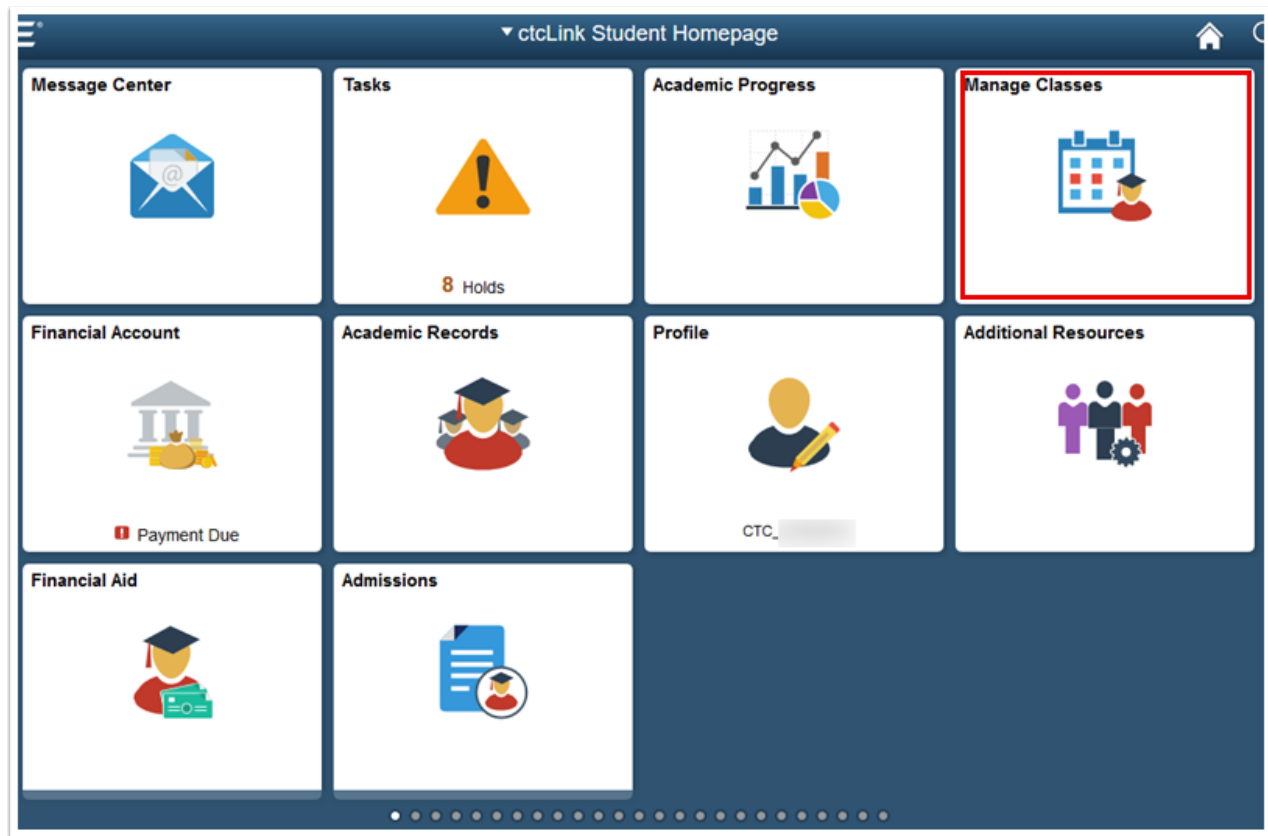 ▼ ctcLink Student Homepage
Message Center
Tasks
Academic Progress
Manage Classes
@
8 Holds
Financial Account
Academic Records
Profile
Additional Resources
Payment Due
CTC_
Financial Aid
Admissions